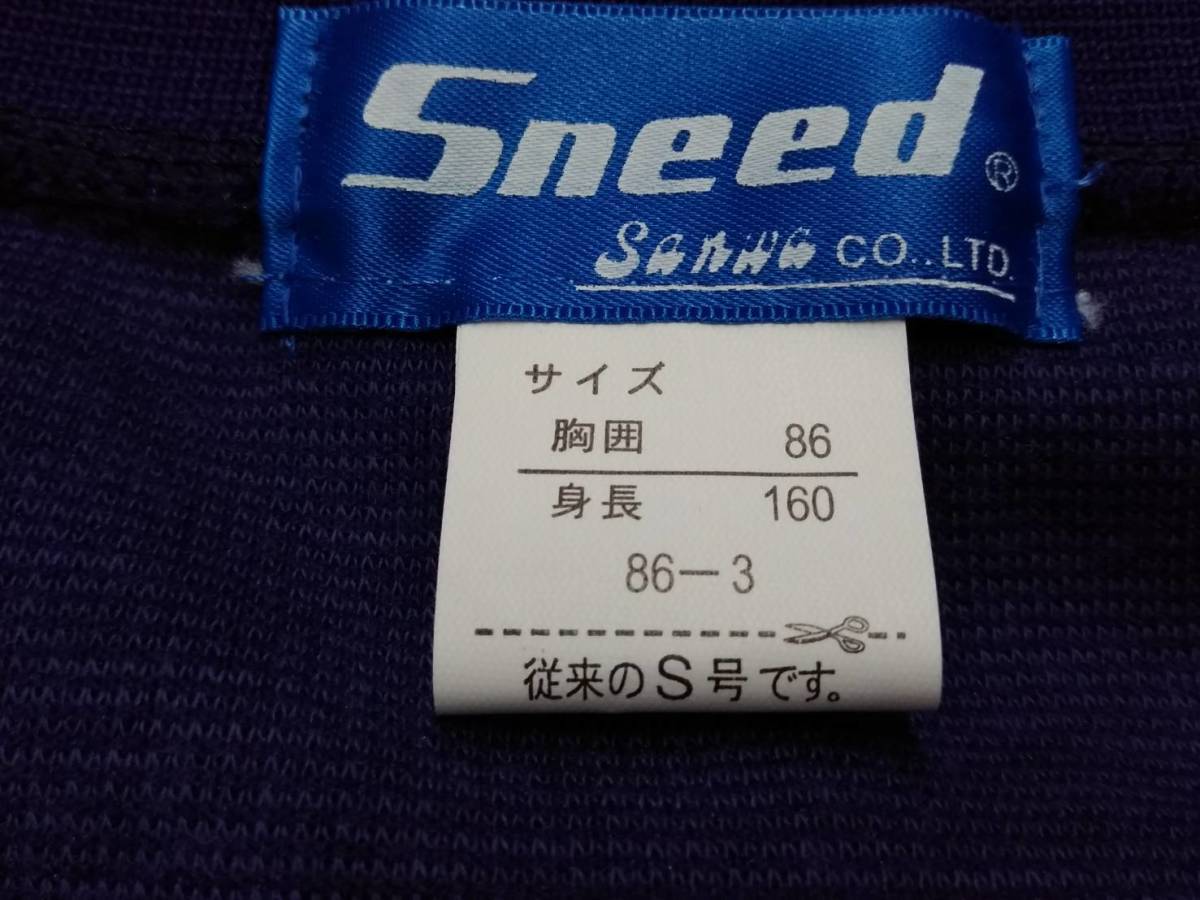 Sneed®
Sanwa CO.,LTD.
サイズ
胸囲 86
身長 160
86－3
従来のS号です。